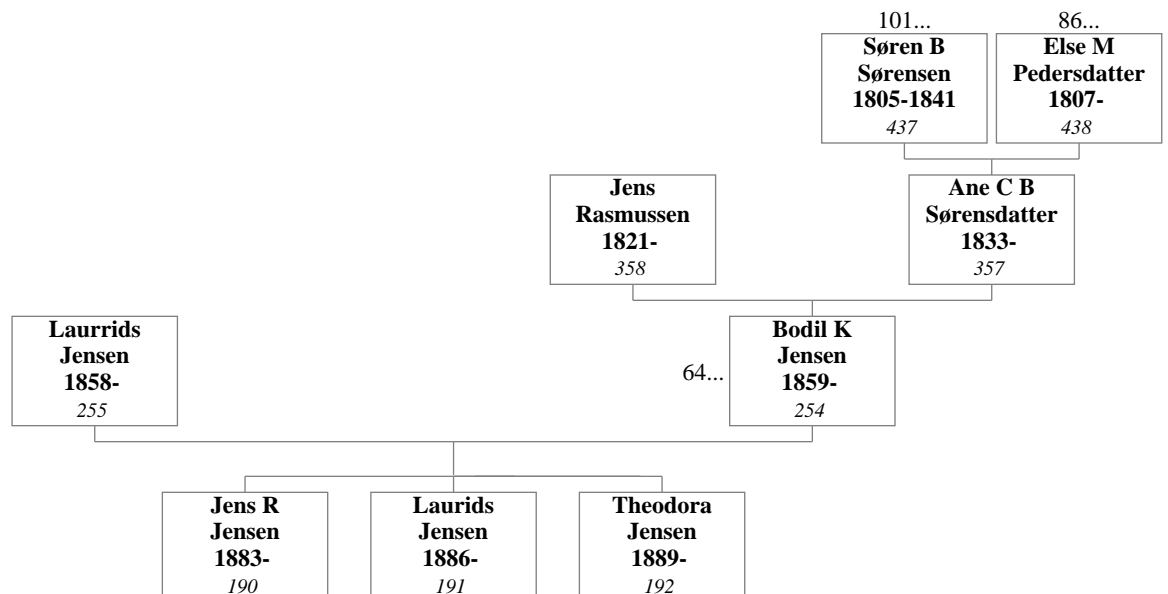 101...
Søren B
Sørensen
1805-1841
437
86...
Else M
Pedersdatter
1807-
438
Jens
Rasmussen
1821-
358
Ane C B
Sørensdatter
1833-
357
Laurrids
Jensen
1858-
255
64...
Bodil K
Jensen
1859-
254
Jens R
Jensen
1883-
190
Laurids
Jensen
1886-
191
Theodora
Jensen
1889-
192